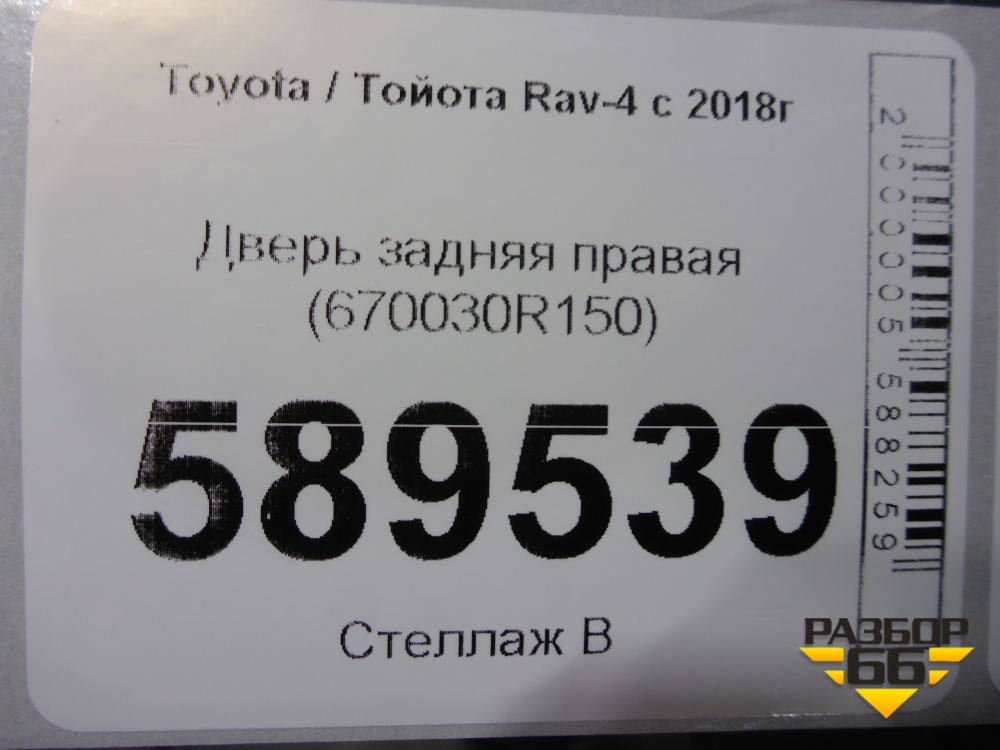 Toyota / Тойота Rav-4 с 2018г
Дверь задняя правая
(670030R150)
589539
Стеллаж В
2000005588259
РАЗБОР
66